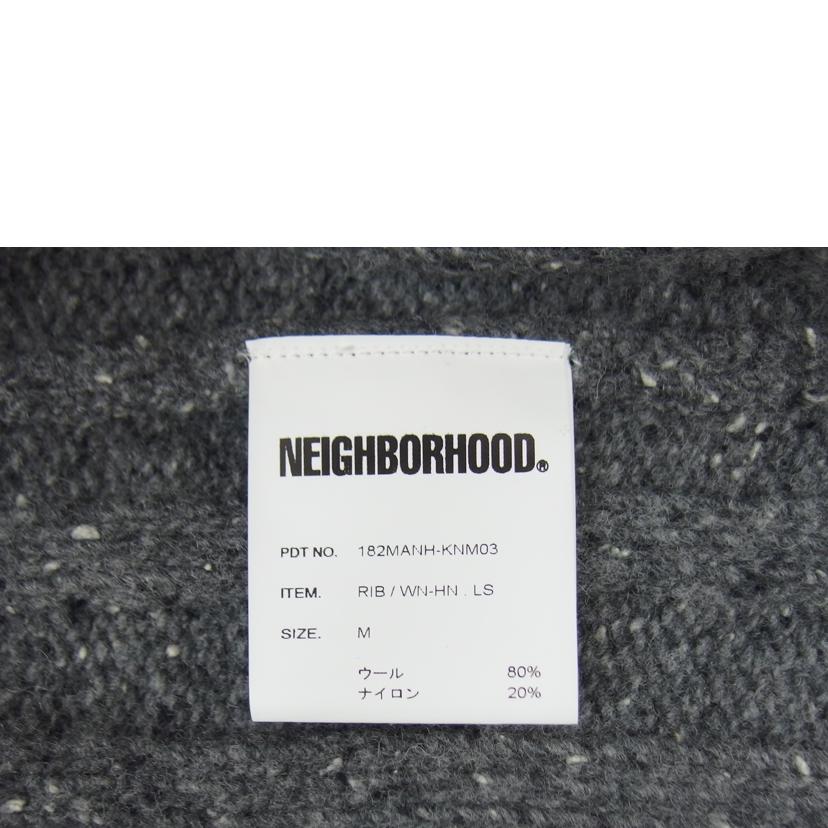 NEIGHBORHOOD®
PDT NO. 182MANH-KNM03
ITEM. RIB / WN-HN . LS
SIZE. M
ウール 80%
ナイロン 20%